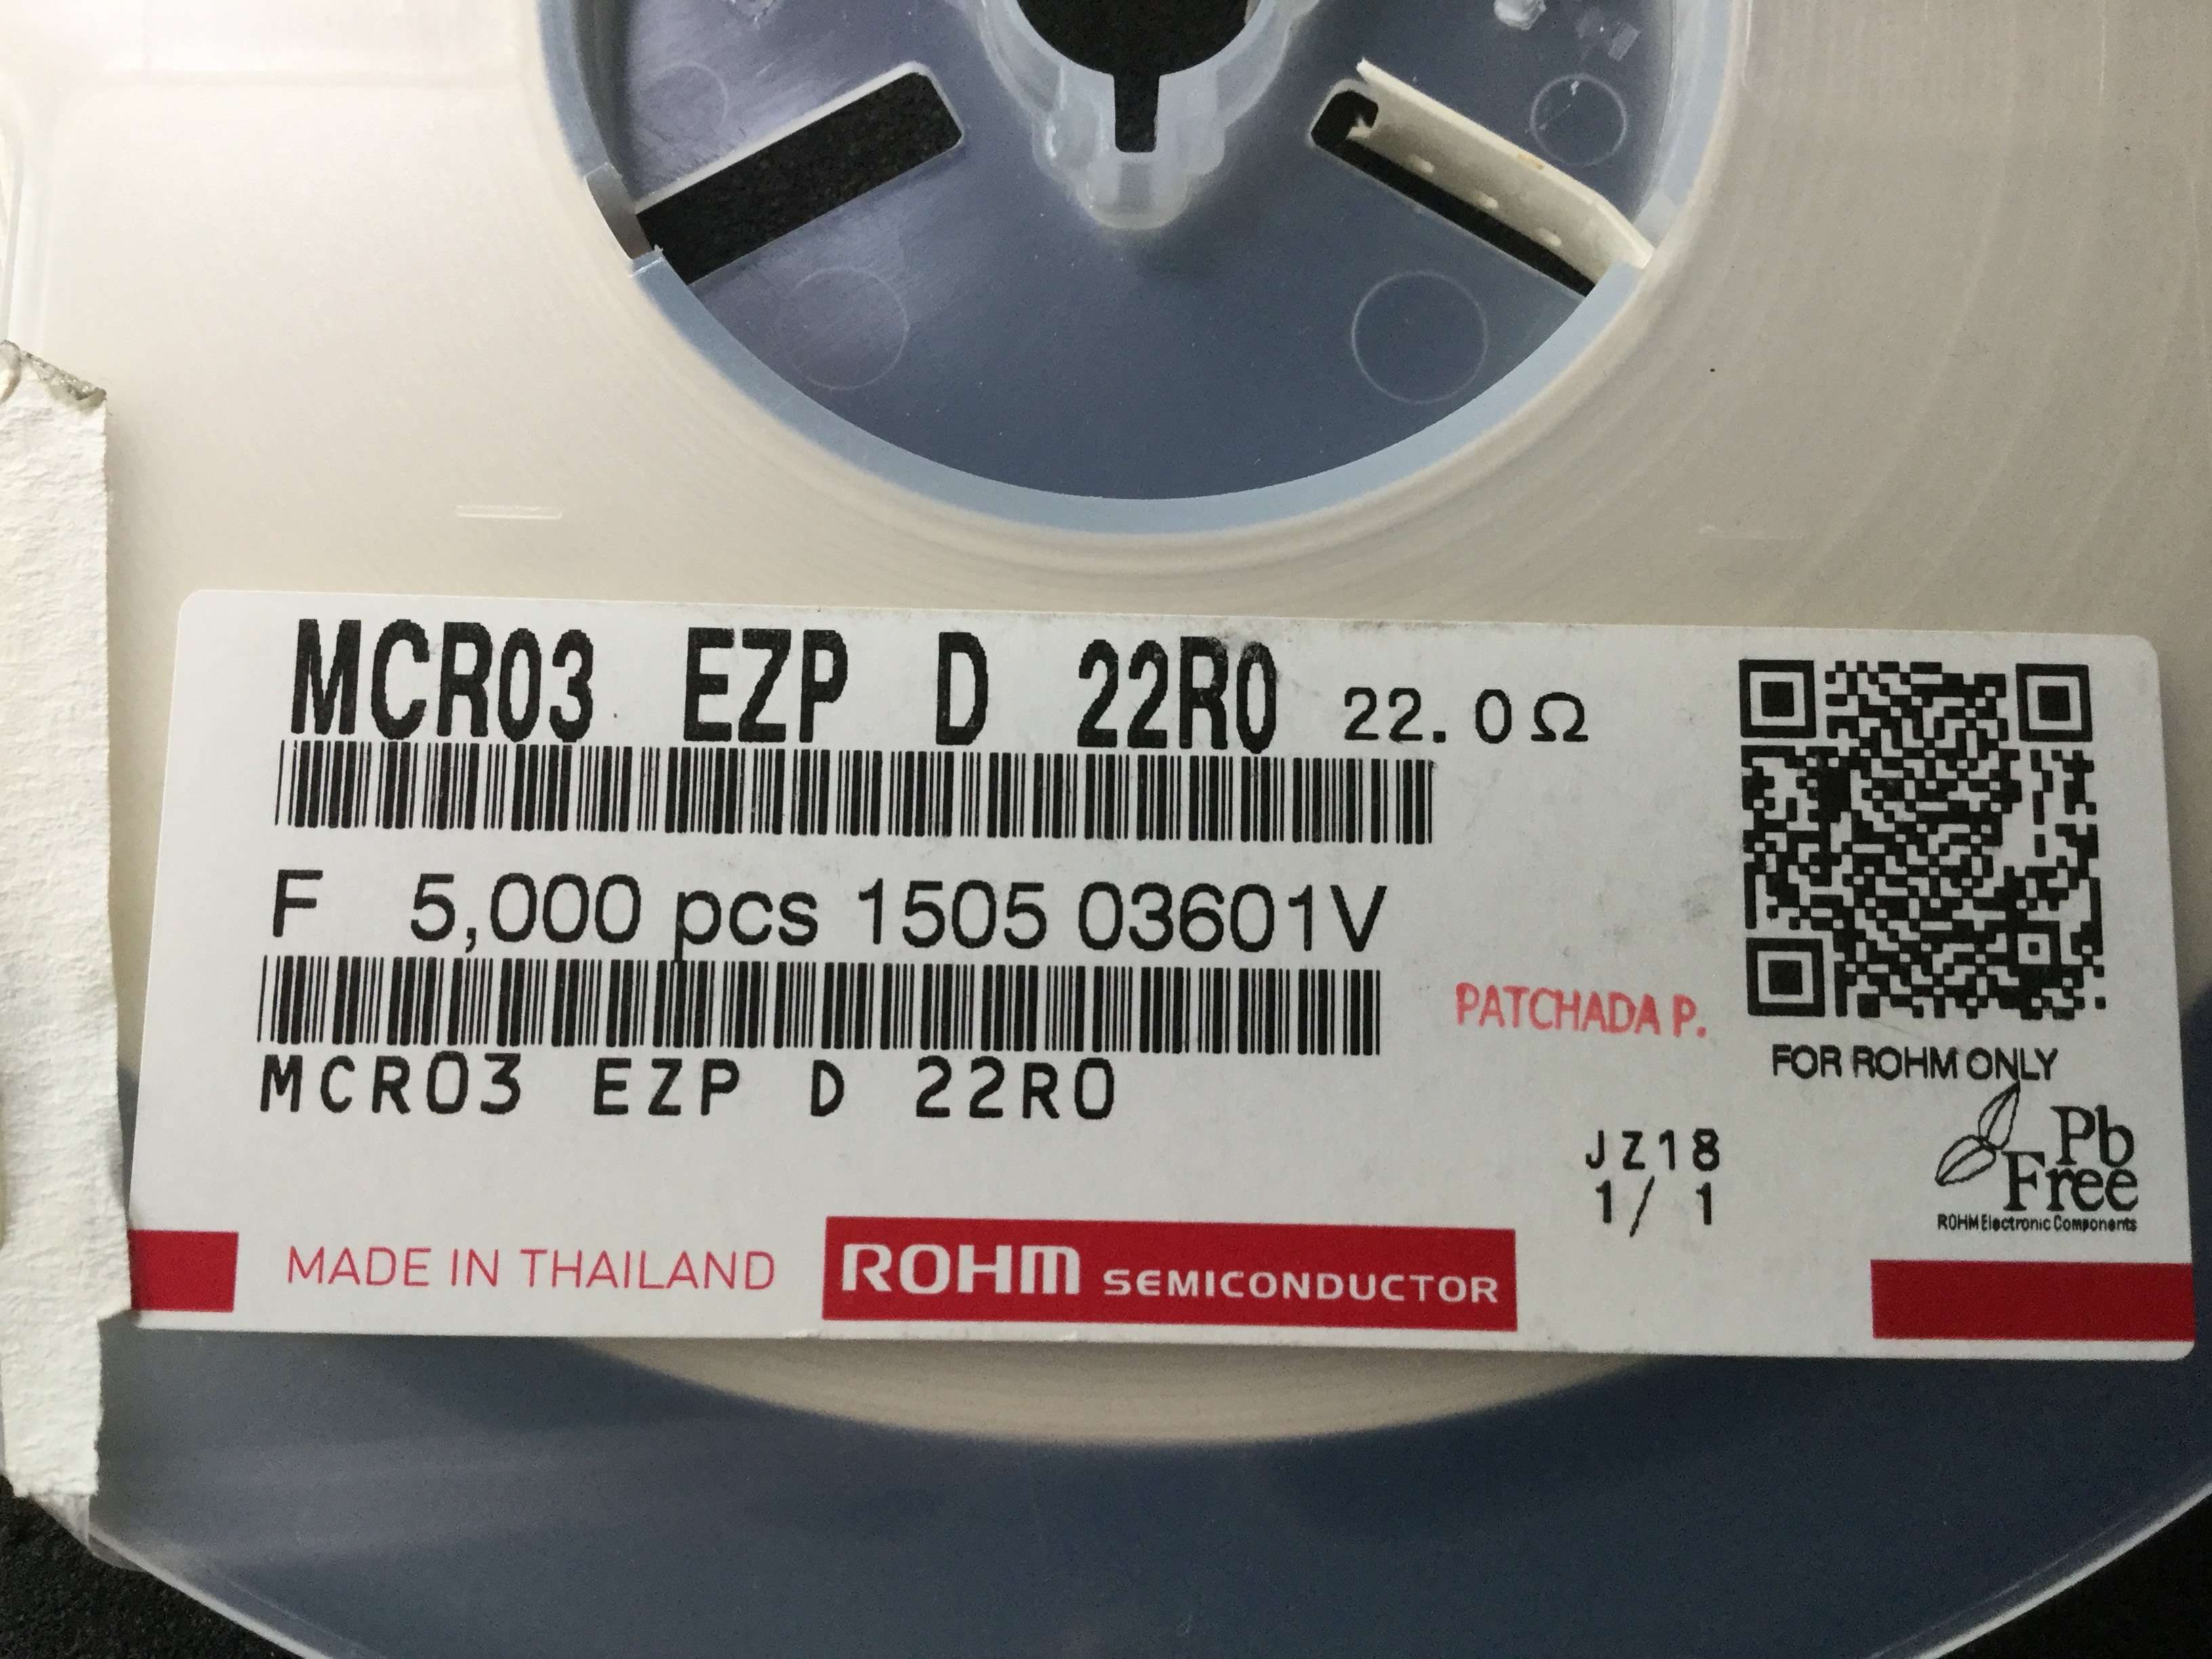 MCR03 EZP D 22R0 22.0Ω
F 5,000 pcs 1505 03601V
PATCHADA P.
MCR03 EZP D 22R0
FOR ROHM ONLY
JZ18
1/ 1
Pb
Free
ROHM Electronic Components
MADE IN THAILAND
ROHM SEMICONDUCTOR